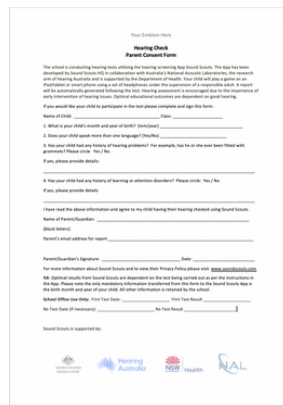 Your Emblem Here
Hearing Check
Parent Consent Form
The school is conducting hearing tests utilising the hearing screening App Sound Scouts. The App has been
developed by Sound Scouts HQ in collaboration with Australia's National Acoustic Laboratories, the research
arm of Hearing Australia and is supported by the Department of Health. Your child will play a game on an
iPad/tablet or smart phone using a set of headphones under the supervision of a responsible adult. A report
will be automatically generated following the test. Hearing assessment is encouraged due to the importance of
early intervention of hearing issues. Optimal educational outcomes are dependent on good hearing.
If you would like your child to participate in the test please complete and sign this form:
Name of Child: Class:
1. What is your child's month and year of birth? (mm/year)
2. Does your child speak more than one language? (Yes/No)
3. Has your child had any history of hearing problems? For example, has he or she ever been fitted with
grommets? Please circle Yes / No
If yes, please provide details:
4. Has your child had any history of learning or attention disorders? Please circle: Yes / No
If yes please provide details
I have read the above information and agree to my child having their hearing checked using Sound Scouts.
Name of Parent/Guardian:
(block letters)
Parent's email address for report
Parent/Guardian's Signature: Date:
For more information about Sound Scouts and to view their Privacy Policy please visit: www.soundscouts.com
NB: Optimal results from Sound Scouts are dependent on the test being carried out as per the instructions in
the App. Please note the only mandatory information transferred from this form to the Sound Scouts App is
the birth month and year of child. All other information is retained by the school.
School Office Use Only: First Test Date: First Test Result
Re-Test Date (if necessary): Re-Test Result
Sound Scouts is supported by:
Hearing
Australia
NSW
Health
NAL